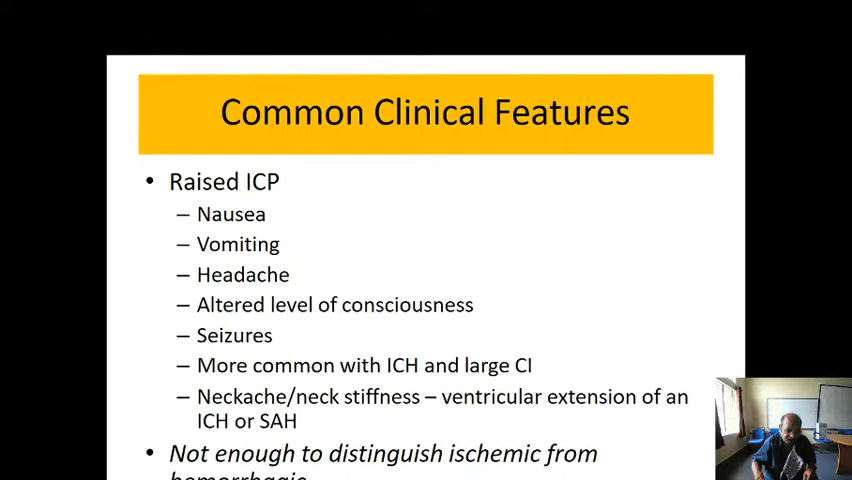 Common Clinical Features
• Raised ICP
– Nausea
– Vomiting
– Headache
– Altered level of consciousness
– Seizures
– More common with ICH and large CI
– Neckache/neck stiffness – ventricular extension of an
ICH or SAH
• Not enough to distinguish ischemic from
hemorrhagic